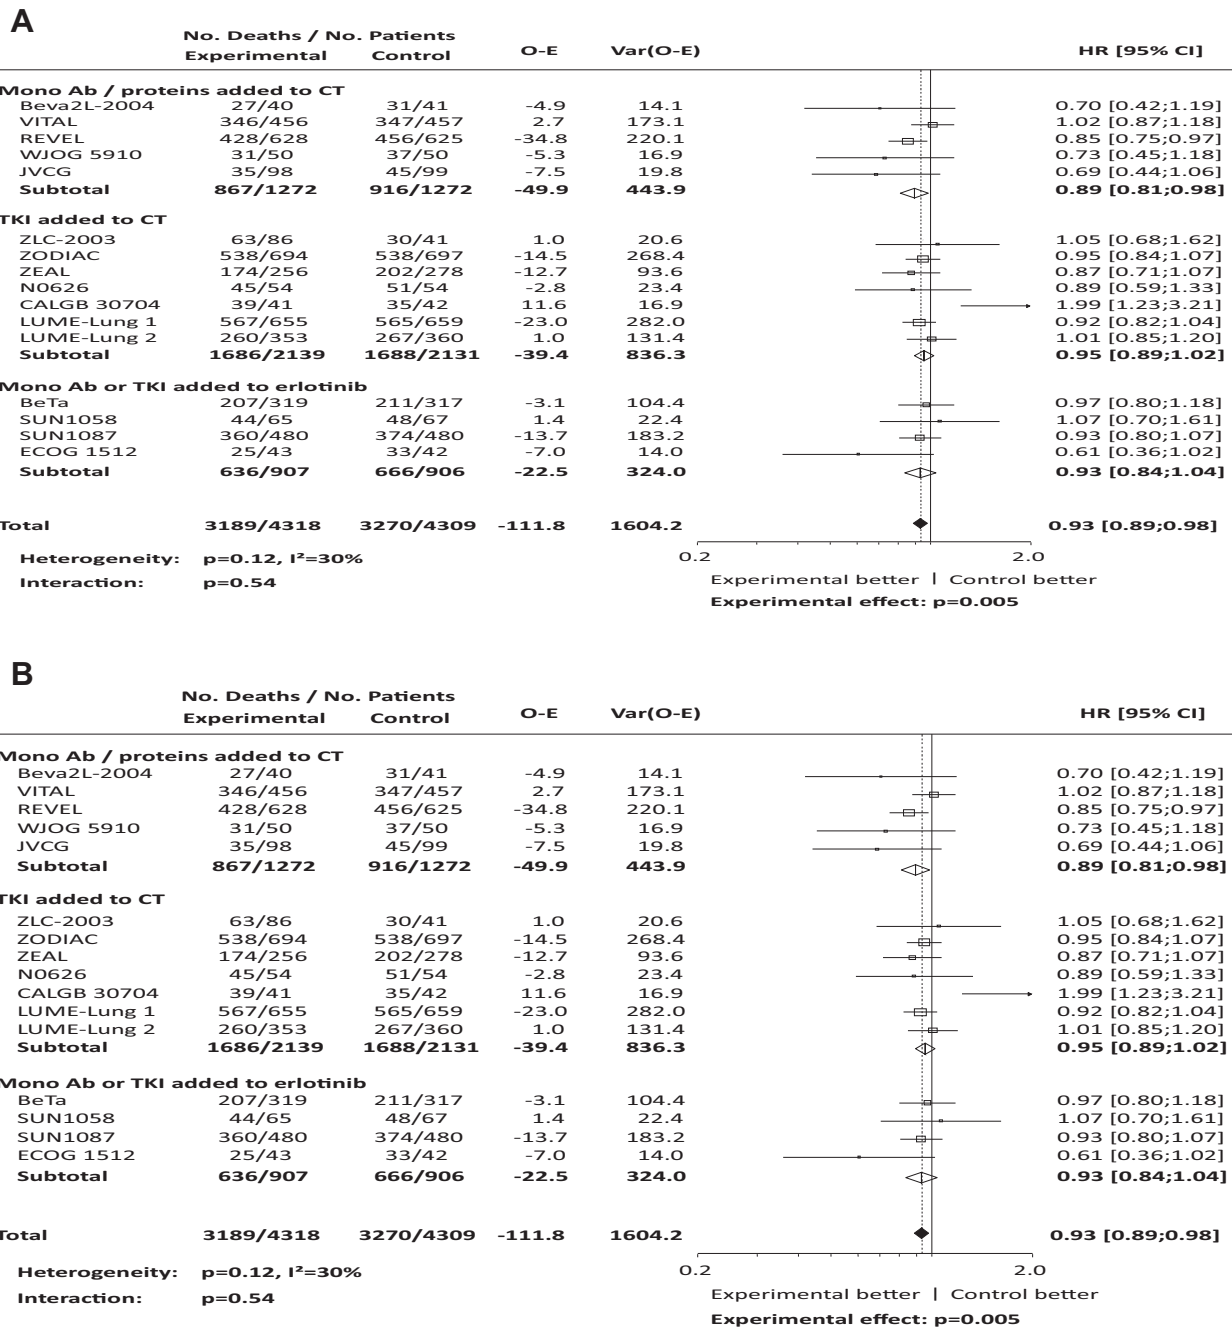 A
No. Deaths / No. Patients
Experimental Control O-E Var(O-E) HR [95% CI]
Mono Ab / proteins added to CT
Beva2L-2004 27/40 31/41 -4.9 14.1 0.70 [0.42;1.19]
VITAL 346/456 347/457 2.7 173.1 1.02 [0.87;1.18]
REVEL 428/628 456/625 -34.8 220.1 0.85 [0.75;0.97]
WJOG 5910 31/50 37/50 -5.3 16.9 0.73 [0.45;1.18]
JVCG 35/98 45/99 -7.5 19.8 0.69 [0.44;1.06]
Subtotal 867/1272 916/1272 -49.9 443.9 0.89 [0.81;0.98]
TKI added to CT
ZLC-2003 63/86 30/41 1.0 20.6 1.05 [0.68;1.62]
ZODIAC 538/694 538/697 -14.5 268.4 0.95 [0.84;1.07]
ZEAL 174/256 202/278 -12.7 93.6 0.87 [0.71;1.07]
N0626 45/54 51/54 -2.8 23.4 0.89 [0.59;1.33]
CALGB 30704 39/41 35/42 11.6 16.9 1.99 [1.23;3.21]
LUME-Lung 1 567/655 565/659 -23.0 282.0 0.92 [0.82;1.04]
LUME-Lung 2 260/353 267/360 1.0 131.4 1.01 [0.85;1.20]
Subtotal 1686/2139 1688/2131 -39.4 836.3 0.95 [0.89;1.02]
Mono Ab or TKI added to erlotinib
BeTa 207/319 211/317 -3.1 104.4 0.97 [0.80;1.18]
SUN1058 44/65 48/67 1.4 22.4 1.07 [0.70;1.61]
SUN1087 360/480 374/480 -13.7 183.2 0.93 [0.80;1.07]
ECOG 1512 25/43 33/42 -7.0 14.0 0.61 [0.36;1.02]
Subtotal 636/907 666/906 -22.5 324.0 0.93 [0.84;1.04]
Total 3189/4318 3270/4309 -111.8 1604.2 0.93 [0.89;0.98]
Heterogeneity: p=0.12, I²=30% 0.2 2.0
Interaction: p=0.54 Experimental better | Control better
Experimental effect: p=0.005
B
No. Deaths / No. Patients
Experimental Control O-E Var(O-E) HR [95% CI]
Mono Ab / proteins added to CT
Beva2L-2004 27/40 31/41 -4.9 14.1 0.70 [0.42;1.19]
VITAL 346/456 347/457 2.7 173.1 1.02 [0.87;1.18]
REVEL 428/628 456/625 -34.8 220.1 0.85 [0.75;0.97]
WJOG 5910 31/50 37/50 -5.3 16.9 0.73 [0.45;1.18]
JVCG 35/98 45/99 -7.5 19.8 0.69 [0.44;1.06]
Subtotal 867/1272 916/1272 -49.9 443.9 0.89 [0.81;0.98]
TKI added to CT
ZLC-2003 63/86 30/41 1.0 20.6 1.05 [0.68;1.62]
ZODIAC 538/694 538/697 -14.5 268.4 0.95 [0.84;1.07]
ZEAL 174/256 202/278 -12.7 93.6 0.87 [0.71;1.07]
N0626 45/54 51/54 -2.8 23.4 0.89 [0.59;1.33]
CALGB 30704 39/41 35/42 11.6 16.9 1.99 [1.23;3.21]
LUME-Lung 1 567/655 565/659 -23.0 282.0 0.92 [0.82;1.04]
LUME-Lung 2 260/353 267/360 1.0 131.4 1.01 [0.85;1.20]
Subtotal 1686/2139 1688/2131 -39.4 836.3 0.95 [0.89;1.02]
Mono Ab or TKI added to erlotinib
BeTa 207/319 211/317 -3.1 104.4 0.97 [0.80;1.18]
SUN1058 44/65 48/67 1.4 22.4 1.07 [0.70;1.61]
SUN1087 360/480 374/480 -13.7 183.2 0.93 [0.80;1.07]
ECOG 1512 25/43 33/42 -7.0 14.0 0.61 [0.36;1.02]
Subtotal 636/907 666/906 -22.5 324.0 0.93 [0.84;1.04]
Total 3189/4318 3270/4309 -111.8 1604.2 0.93 [0.89;0.98]
Heterogeneity: p=0.12, I²=30% 0.2 2.0
Interaction: p=0.54 Experimental better | Control better
Experimental effect: p=0.005